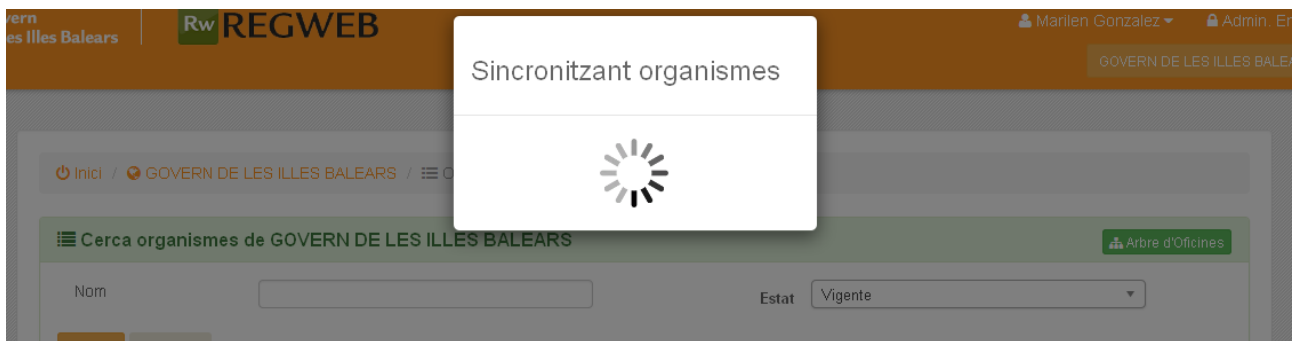 vern
es Illes Balears
Rw REGWEB
Marilen Gonzalez
Admin. En
GOVERN DE LES ILLES BALEA
Sincronitzant organismes
Inici / GOVERN DE LES ILLES BALEARS / O
Cerca organismes de GOVERN DE LES ILLES BALEARS
Arbre d'Oficines
Nom
Estat
Vigente